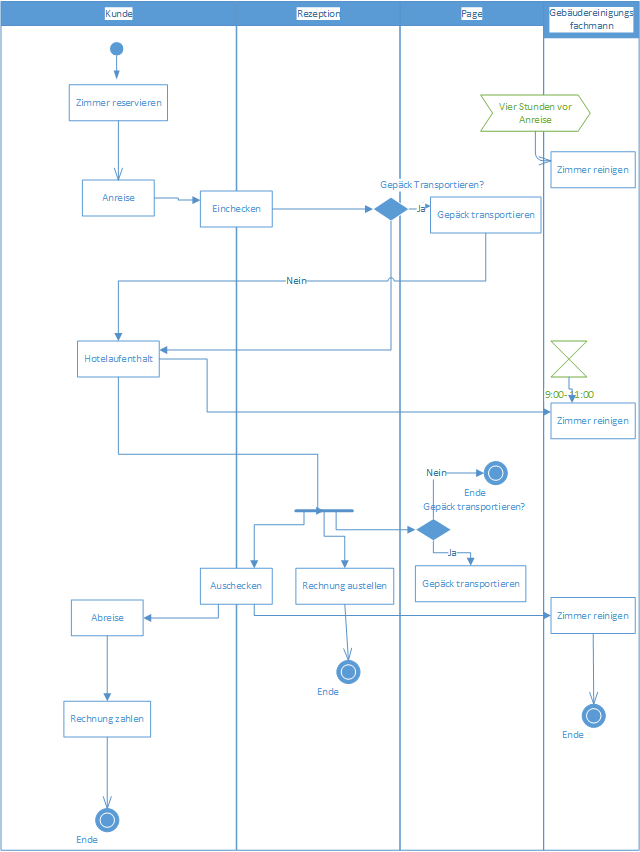 Kunde
Rezeption
Page
Gebäudereinigungs
fachmann
Zimmer reservieren
Vier Stunden vor
Anreise
Zimmer reinigen
Anreise
Gepäck Transportieren?
Einchecken
Ja
Gepäck transportieren
Nein
Hotelaufenthalt
9:00-11:00
Zimmer reinigen
Nein
Ende
Gepäck transportieren?
Ja
Auschecken
Rechnung austellen
Gepäck transportieren
Abreise
Zimmer reinigen
Ende
Rechnung zahlen
Ende
Ende